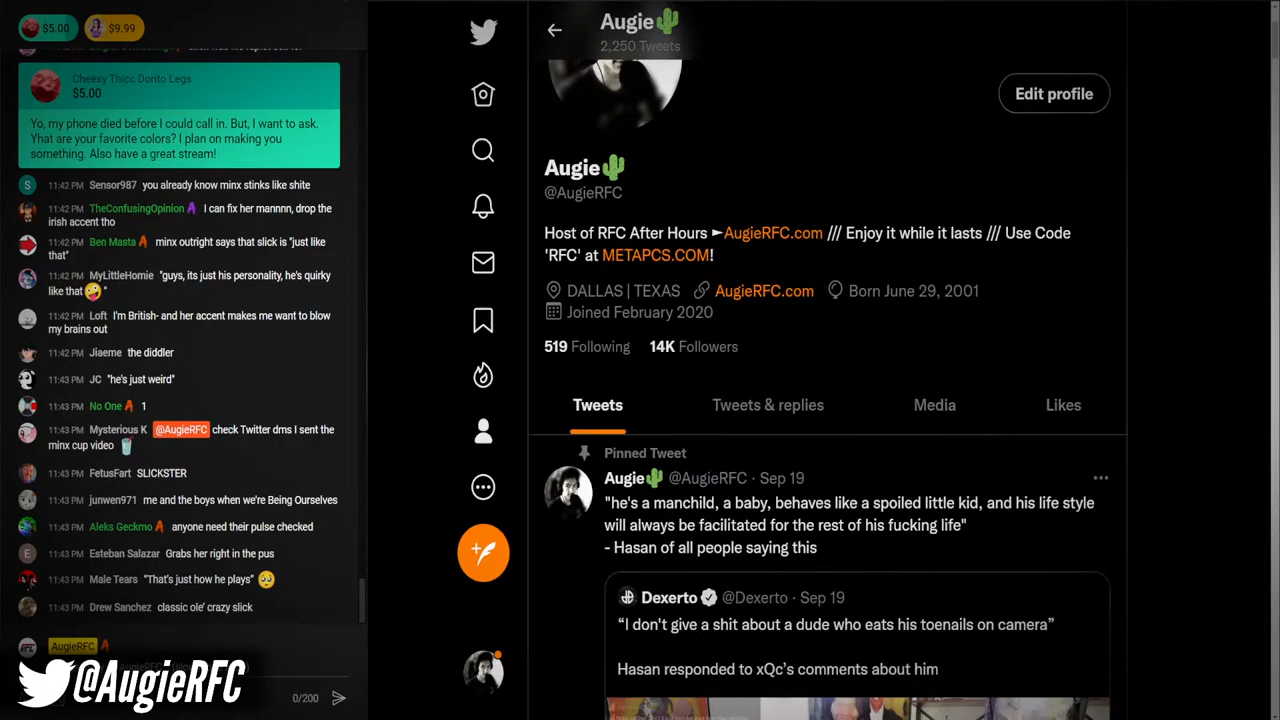 $5.00
$9.99
Cheesy Thicc Dorito Legs
$5.00
Yo, my phone died before I could call in. But, I want to ask.
Yhat are your favorite colors? I plan on making you
something. Also have a great stream!
S
11:42 PM Sensor987 you already know minx stinks like shite
11:42 PM TheConfusingOpinion I can fix her mannnn, drop the
irish accent tho
11:42 PM Ben Masta minx outright says that slick is "just like
that"
11:42 PM MyLittleHomie "guys, its just his personality, he's quirky
like that 🤪 "
11:42 PM Loft I'm British- and her accent makes me want to blow
my brains out
11:42 PM Jiaeme the diddler
11:43 PM JC "he's just weird"
11:43 PM No One 1
11:43 PM Mysterious K @AugieRFC check Twitter dms I sent the
minx cup video 🥤
11:43 PM FetusFart SLICKSTER
11:43 PM junwen971 me and the boys when we're Being Ourselves
11:43 PM Aleks Geckmo anyone need their pulse checked
E
11:43 PM Esteban Salazar Grabs her right in the pus
11:43 PM Male Tears "That's just how he plays" 🥺
11:43 PM Drew Sanchez classic ole' crazy slick
AugieRFC
@AugieRFC
0/200
Augie🌵
2,250 Tweets
Edit profile
Augie🌵
@AugieRFC
Host of RFC After Hours ►AugieRFC.com /// Enjoy it while it lasts /// Use Code
'RFC' at METAPCS.COM!
DALLAS | TEXAS AugieRFC.com Born June 29, 2001
Joined February 2020
519 Following 14K Followers
Tweets Tweets & replies Media Likes
Pinned Tweet
Augie🌵 @AugieRFC · Sep 19
"he's a manchild, a baby, behaves like a spoiled little kid, and his life style
will always be facilitated for the rest of his fucking life"
- Hasan of all people saying this
Dexerto @Dexerto · Sep 19
“I don't give a shit about a dude who eats his toenails on camera”
Hasan responded to xQc’s comments about him